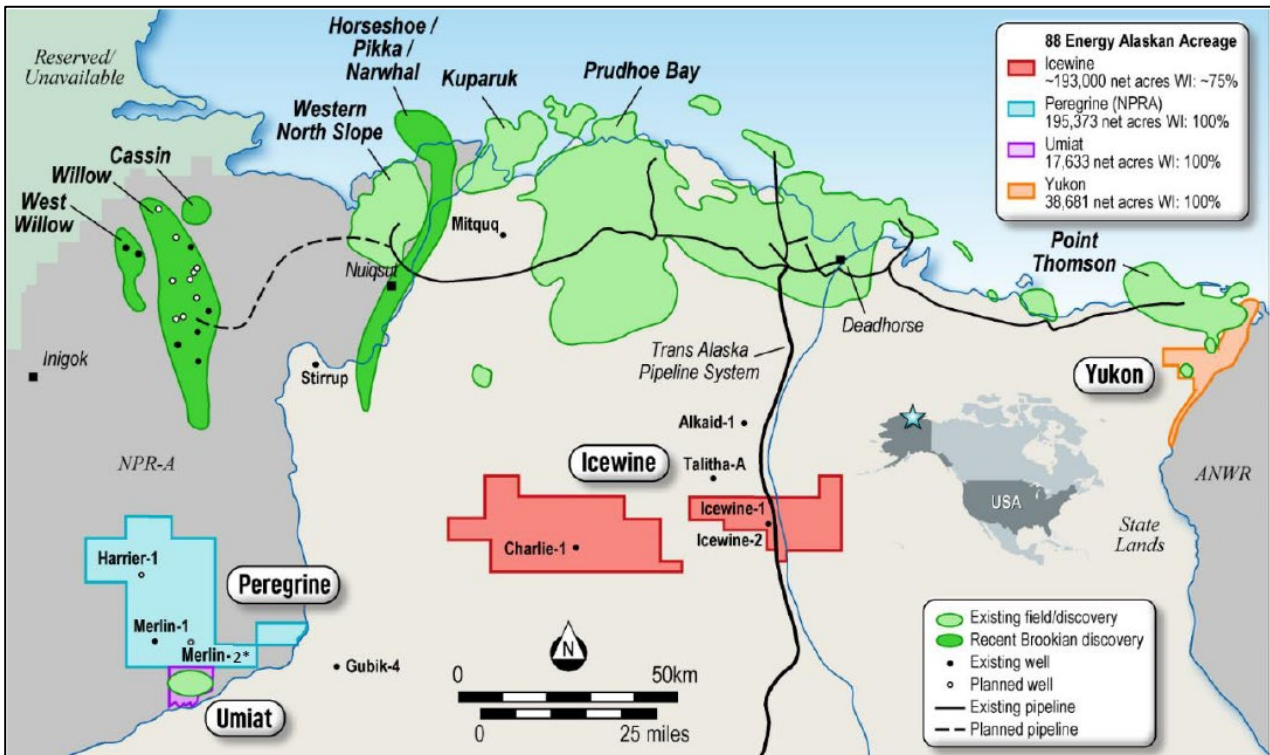 Reserved/
Unavailable
Horseshoe /
Pikka /
Narwhal
Kuparuk
Prudhoe Bay
Western
North Slope
Cassin
Willow
West
Willow
88 Energy Alaskan Acreage
Icewine
~193,000 net acres WI: ~75%
Peregrine (NPRA)
195,373 net acres WI: 100%
Umiat
17,633 net acres WI: 100%
Yukon
38,681 net acres WI: 100%
Mitquq
Nuiqsut
Point
Thomson
Deadhorse
Inigok
Stirrup
Trans Alaska
Pipeline System
Yukon
Alkaid-1
NPR-A
Icewine
Talitha-A
ANWR
USA
Icewine-1
Icewine-2
Charlie-1
State
Lands
Harrier-1
Peregrine
Merlin-1
Merlin-2*
Gubik-4
Umiat
N
0 50km
0 25 miles
Existing field/discovery
Recent Brookian discovery
Existing well
Planned well
Existing pipeline
Planned pipeline